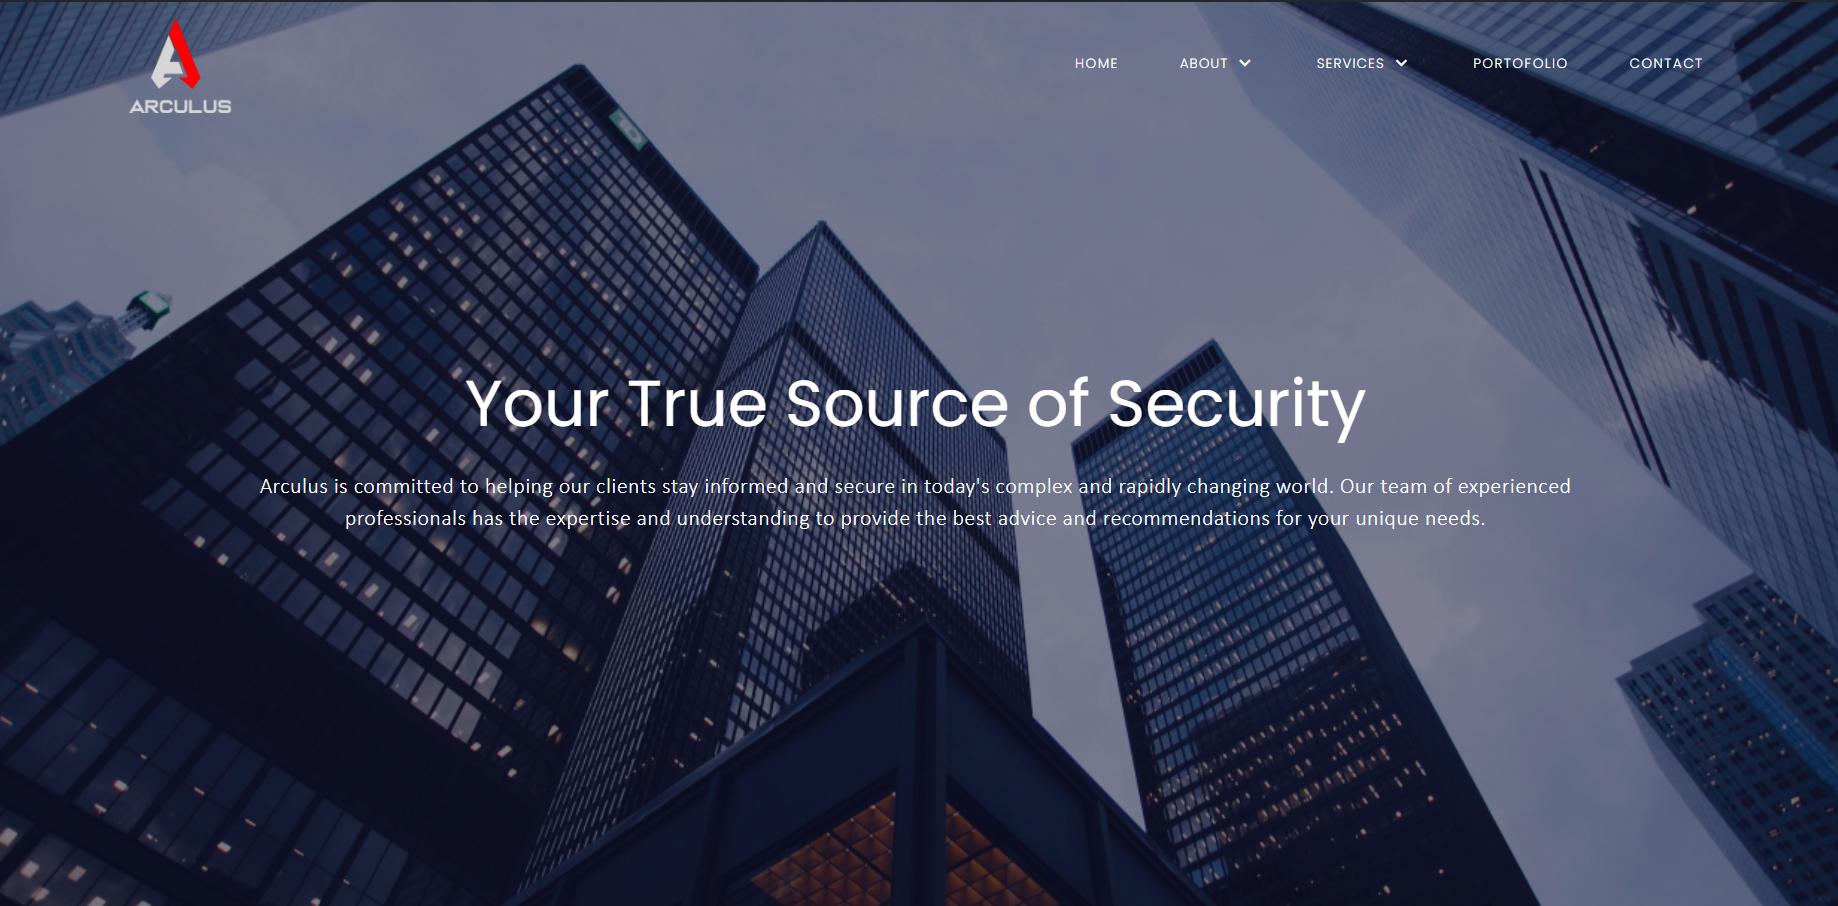 ARCULUS
HOME
ABOUT
SERVICES
PORTOFOLIO
CONTACT
Your True Source of Security
Arculus is committed to helping our clients stay informed and secure in today's complex and rapidly changing world. Our team of experienced
professionals has the expertise and understanding to provide the best advice and recommendations for your unique needs.